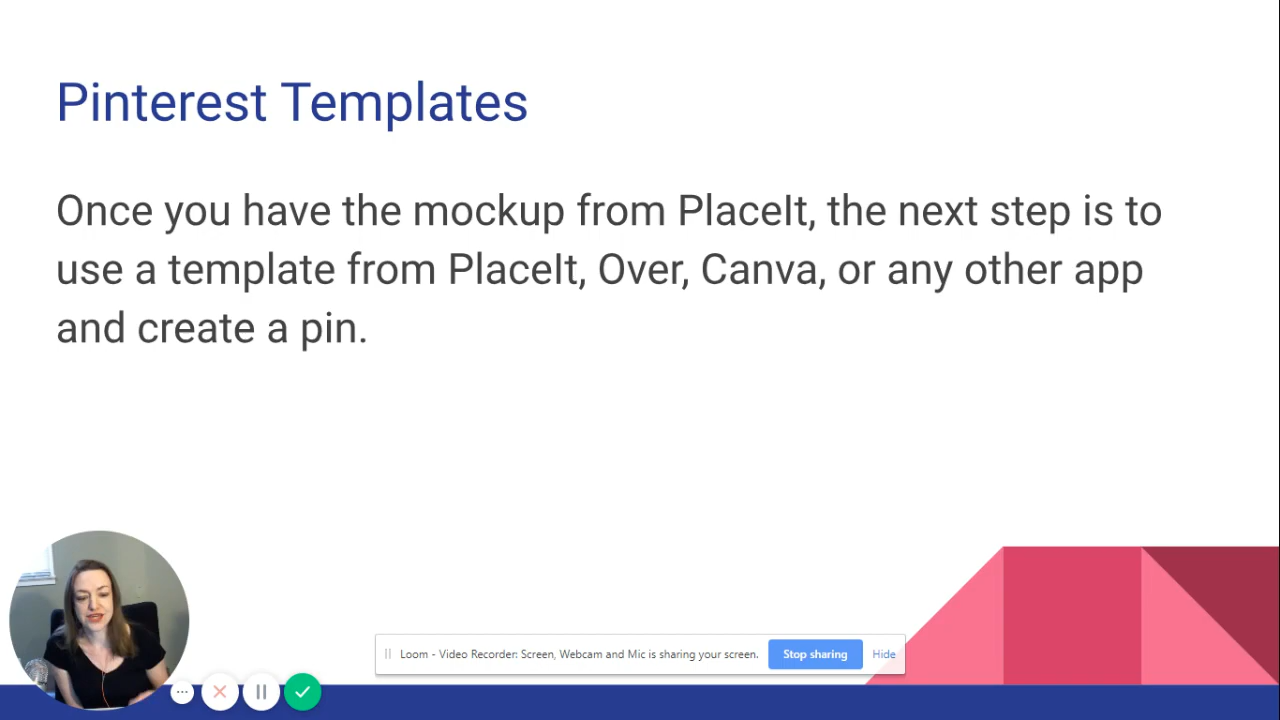 Pinterest Templates
Once you have the mockup from PlaceIt, the next step is to
use a template from PlaceIt, Over, Canva, or any other app
and create a pin.
Loom - Video Recorder: Screen, Webcam and Mic is sharing your screen. Stop sharing Hide